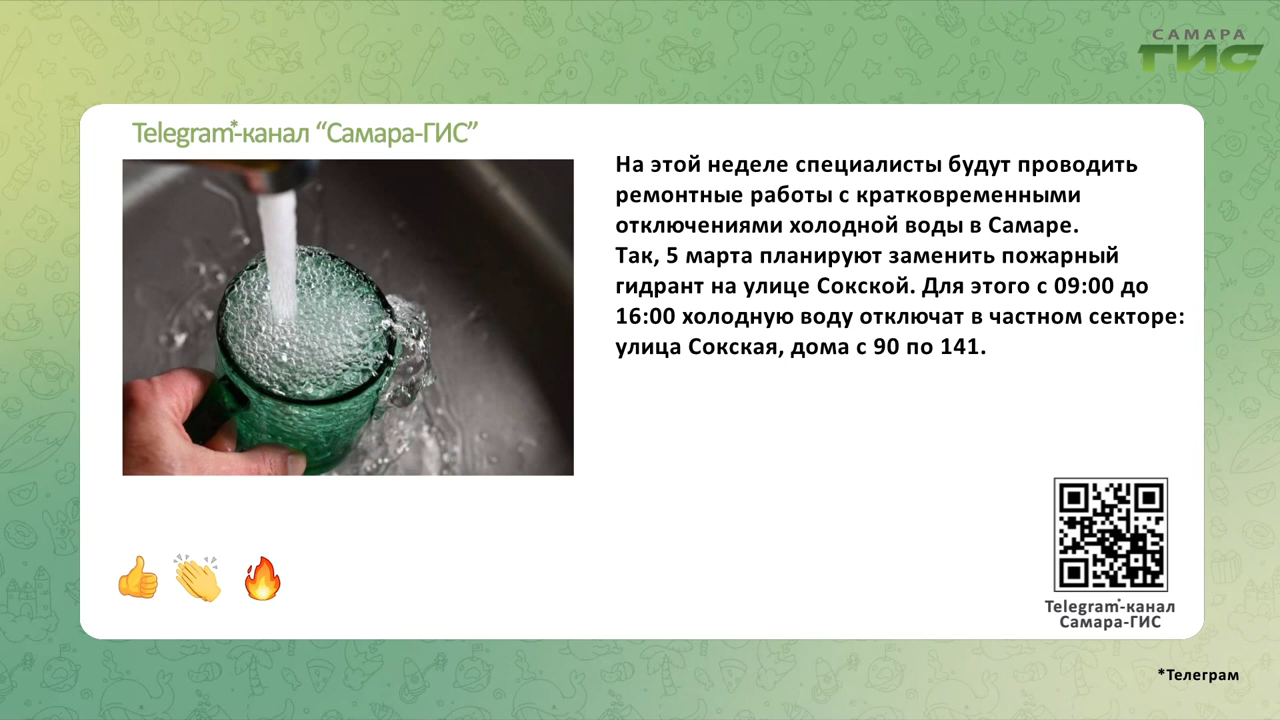 САМАРА
ГИС
Telegram*-канал “Самара-ГИС”
На этой неделе специалисты будут проводить
ремонтные работы с кратковременными
отключениями холодной воды в Самаре.
Так, 5 марта планируют заменить пожарный
гидрант на улице Сокской. Для этого с 09:00 до
16:00 холодную воду отключат в частном секторе:
улица Сокская, дома с 90 по 141.
Telegram*-канал
Самара-ГИС
*Телеграм